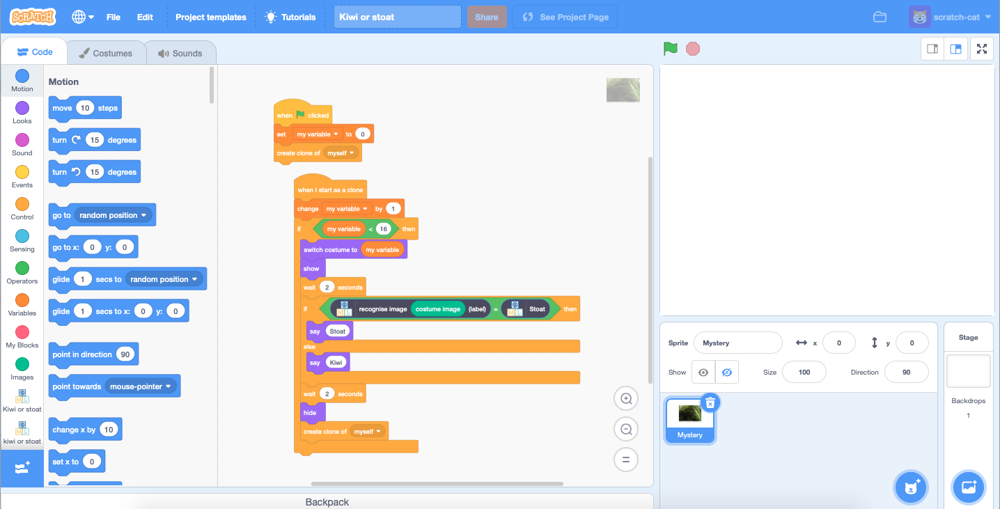 SCRATCH File Edit Project templates Tutorials Kiwi or stoat Share See Project Page scratch-cat
Code Costumes Sounds
Motion
Looks
Sound
Events
Control
Sensing
Operators
Variables
My Blocks
Images
ML
Kiwi or stoat
ML
kiwi or stoat
Motion
move 10 steps
turn 15 degrees
turn 15 degrees
go to random position
go to x: 0 y: 0
glide 1 secs to random position
glide 1 secs to x: 0 y: 0
point in direction 90
point towards mouse-pointer
change x by 10
set x to 0
when clicked
set my variable to 0
create clone of myself
when I start as a clone
change my variable by 1
if my variable < 16 then
switch costume to my variable
show
wait 2 seconds
if ML recognise image costume image (label) = ML Stoat then
say Stoat
else
say Kiwi
wait 2 seconds
hide
create clone of myself
=
Backpack
Sprite Mystery x 0 y 0
Show Size 100 Direction 90
Mystery
Stage
Backdrops
1